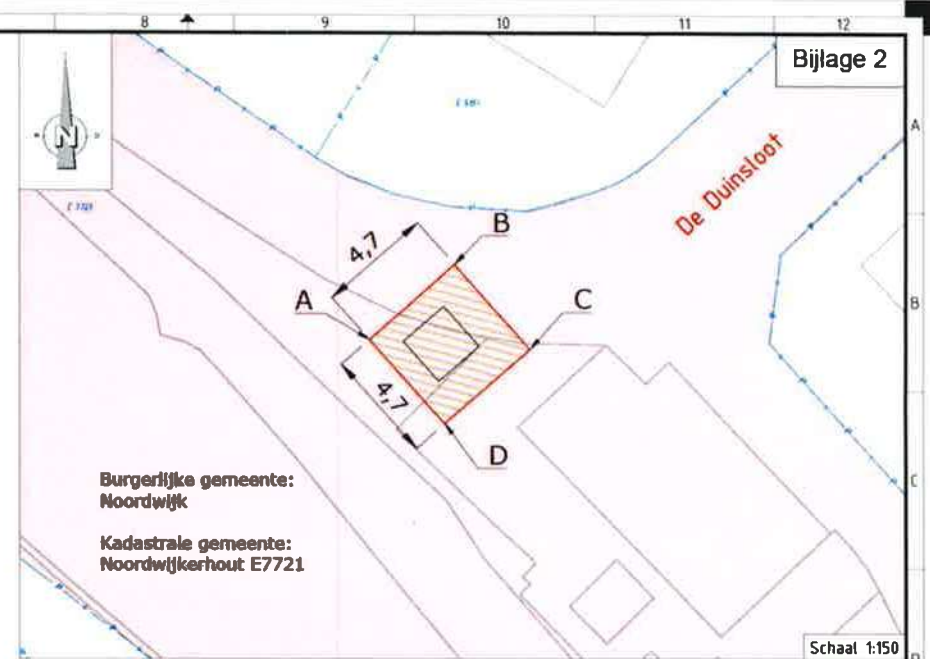 8 9 10 11 12
Bijlage 2
N
A
De Duinsloot
B
4,7
A
C
B
4,7
D
C
Burgerlijke gemeente:
Noordwijk
Kadastrale gemeente:
Noordwijkerhout E7721
Schaal 1:150
D